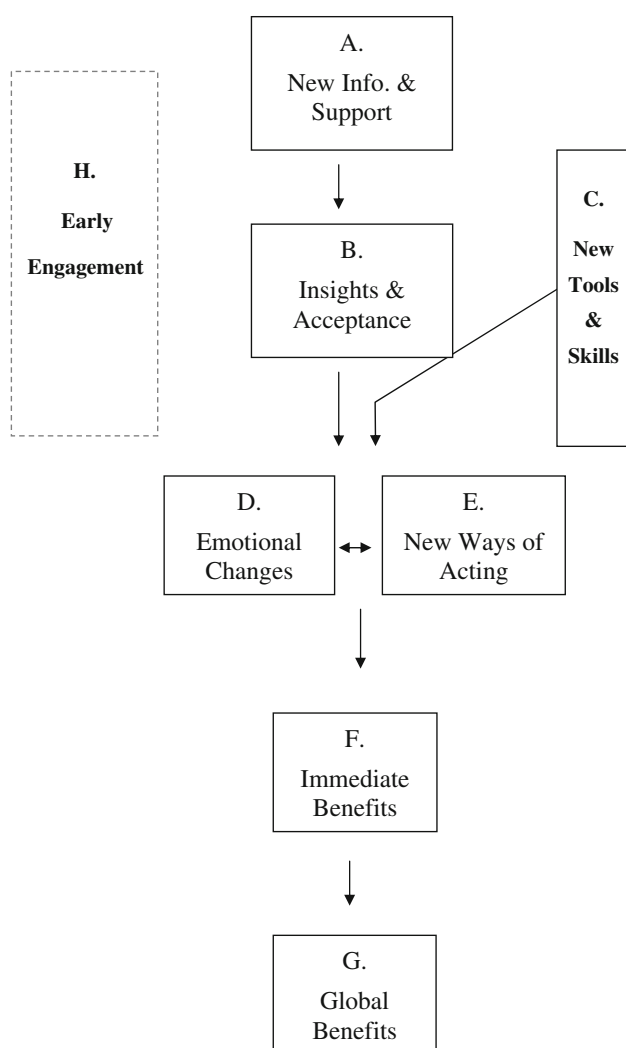 A.
New Info. &
Support
H.
Early
Engagement
B.
Insights &
Acceptance
C.
New
Tools
&
Skills
D.
Emotional
Changes
E.
New Ways of
Acting
F.
Immediate
Benefits
G.
Global
Benefits